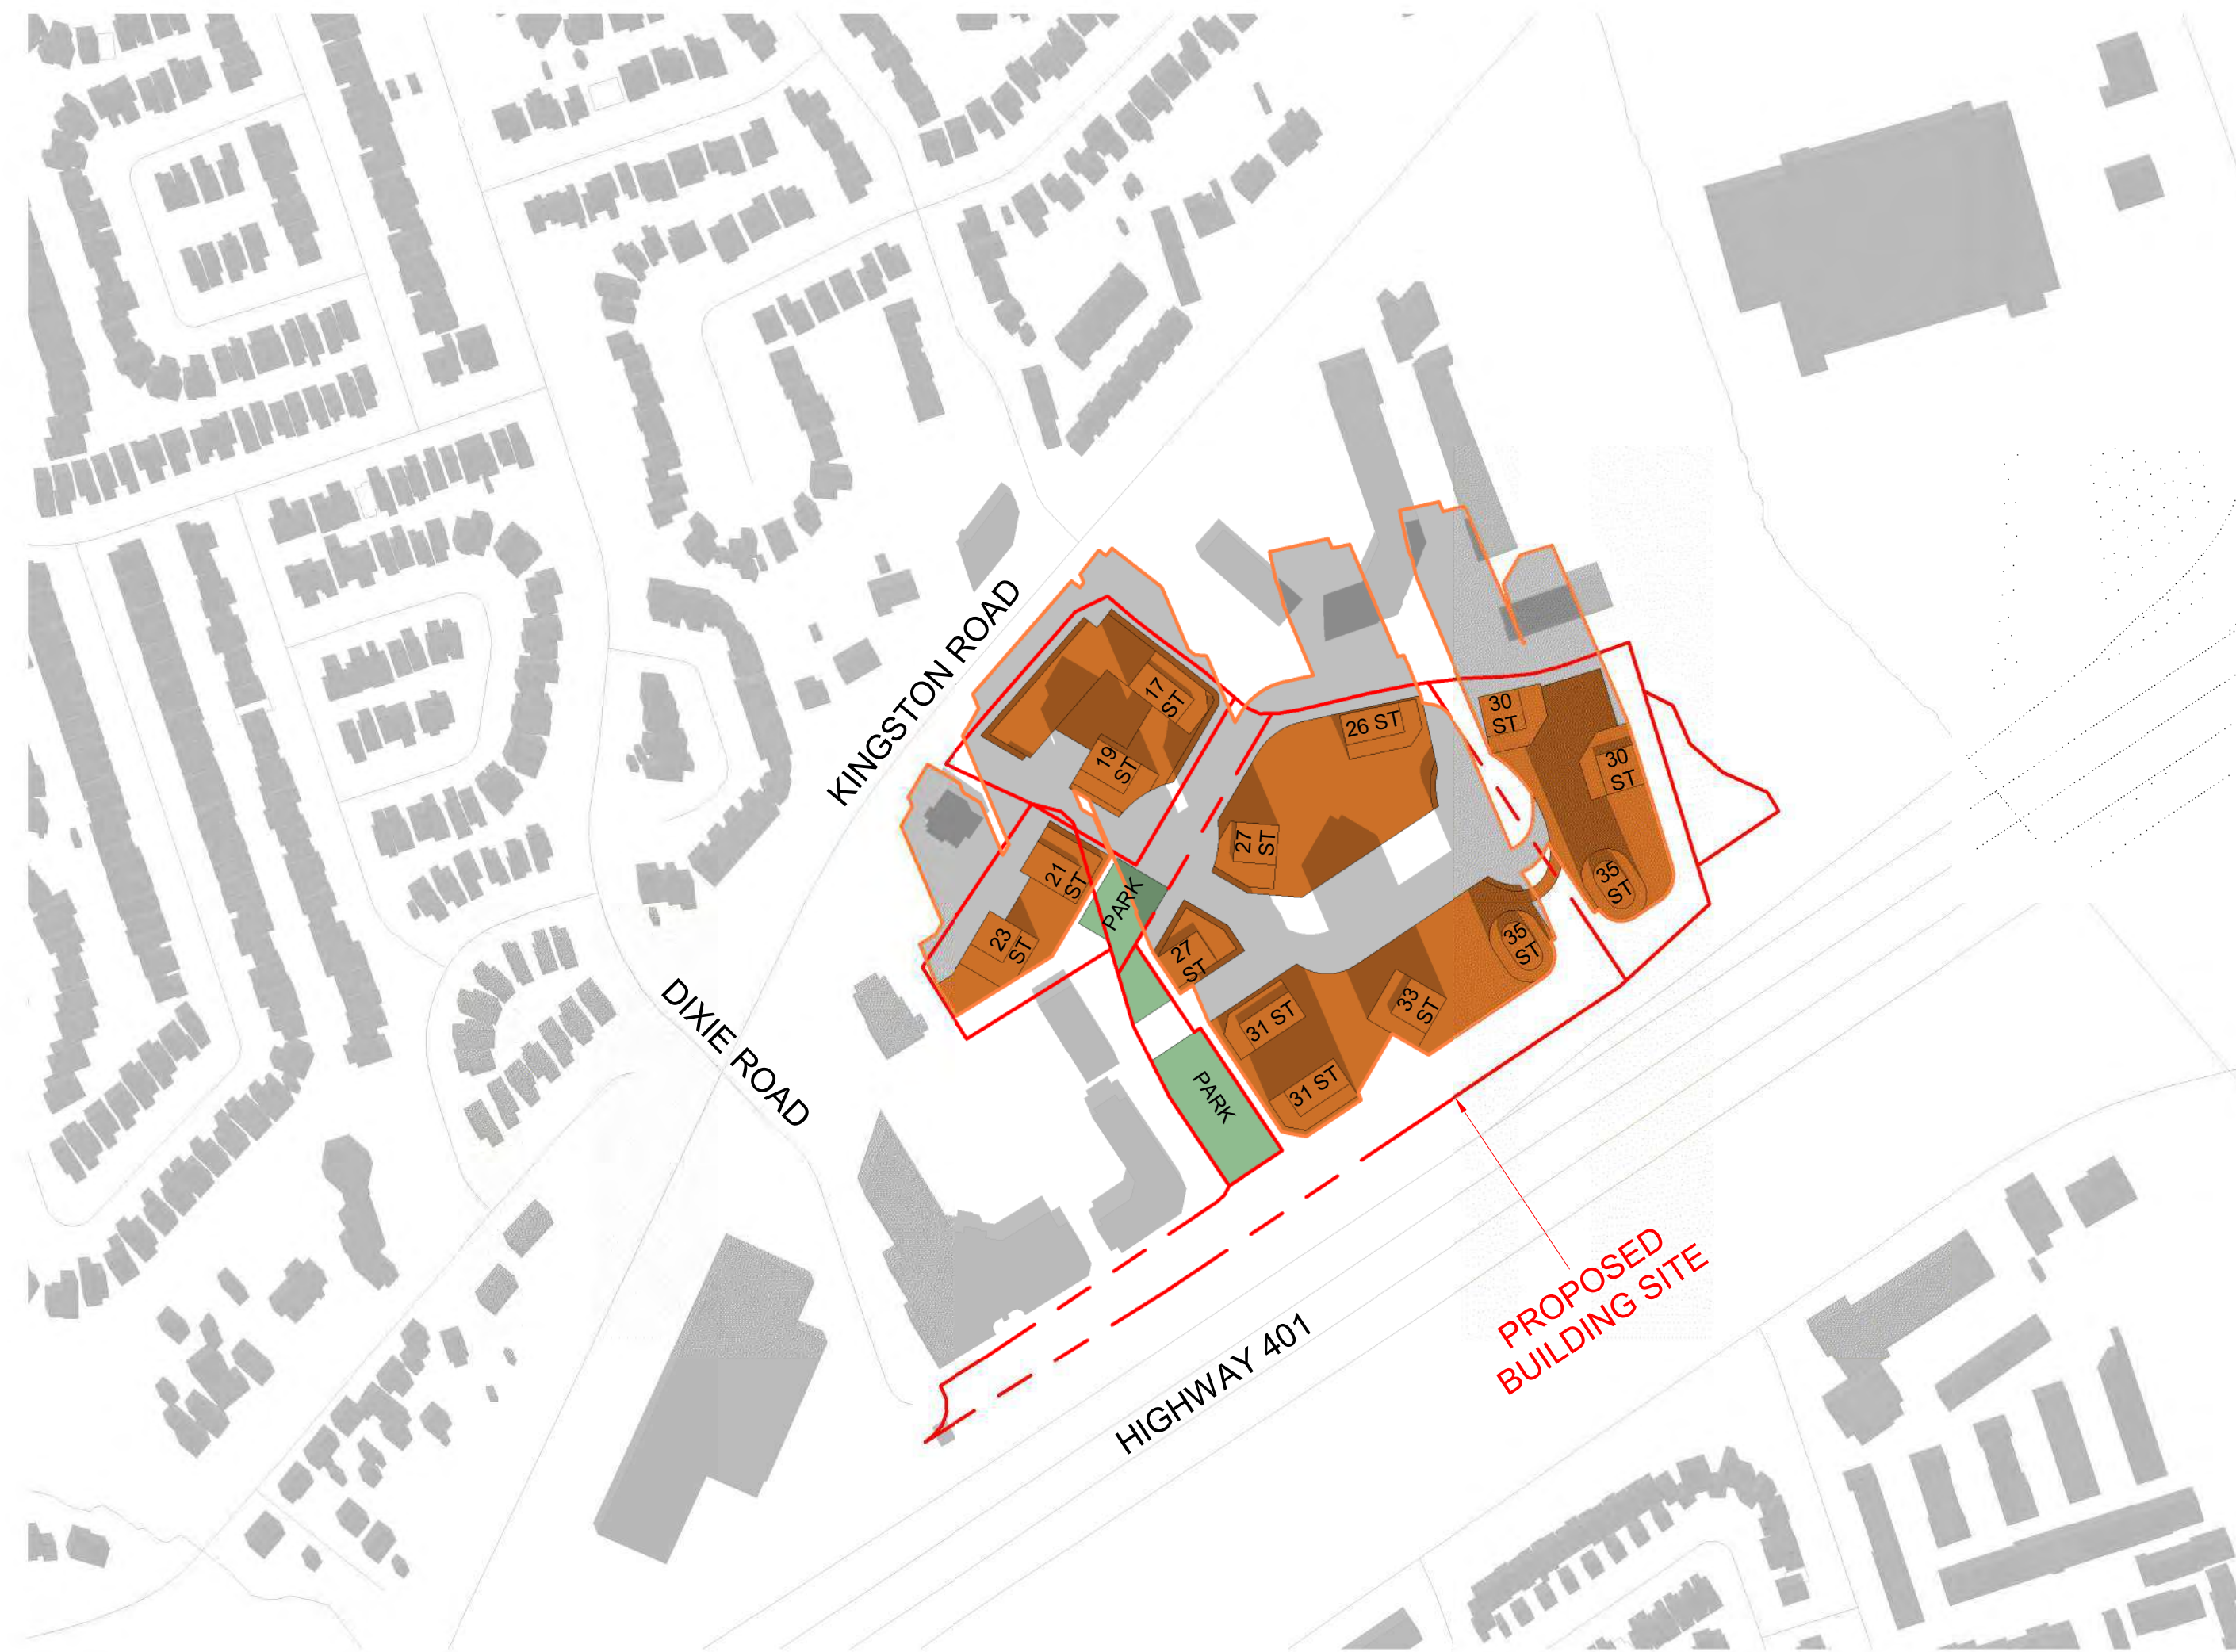 KINGSTON ROAD
17
ST
19
ST
26 ST
30
ST
30
ST
27
ST
21
ST
PARK
35
ST
23
ST
27
ST
35
ST
31 ST
33
ST
31 ST
PARK
DIXIE ROAD
PROPOSED
BUILDING SITE
HIGHWAY 401